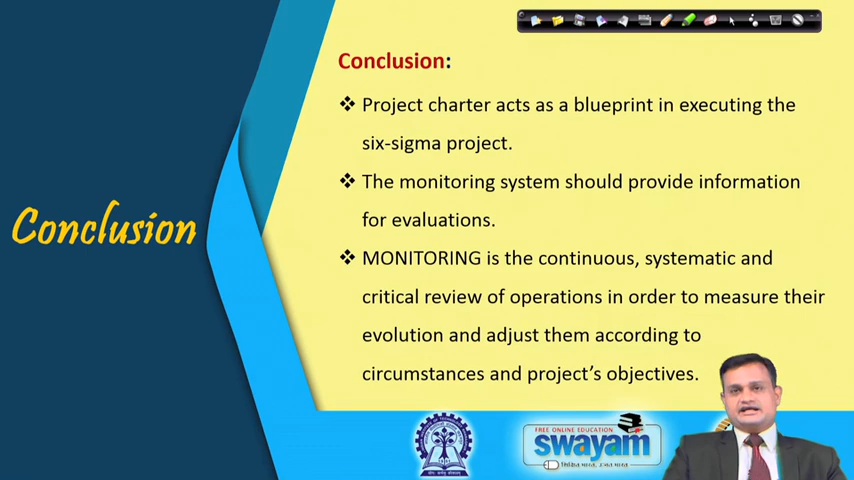 Conclusion
Conclusion:
❖ Project charter acts as a blueprint in executing the
six-sigma project.
❖ The monitoring system should provide information
for evaluations.
❖ MONITORING is the continuous, systematic and
critical review of operations in order to measure their
evolution and adjust them according to
circumstances and project's objectives.
FREE ONLINE EDUCATION
swayam